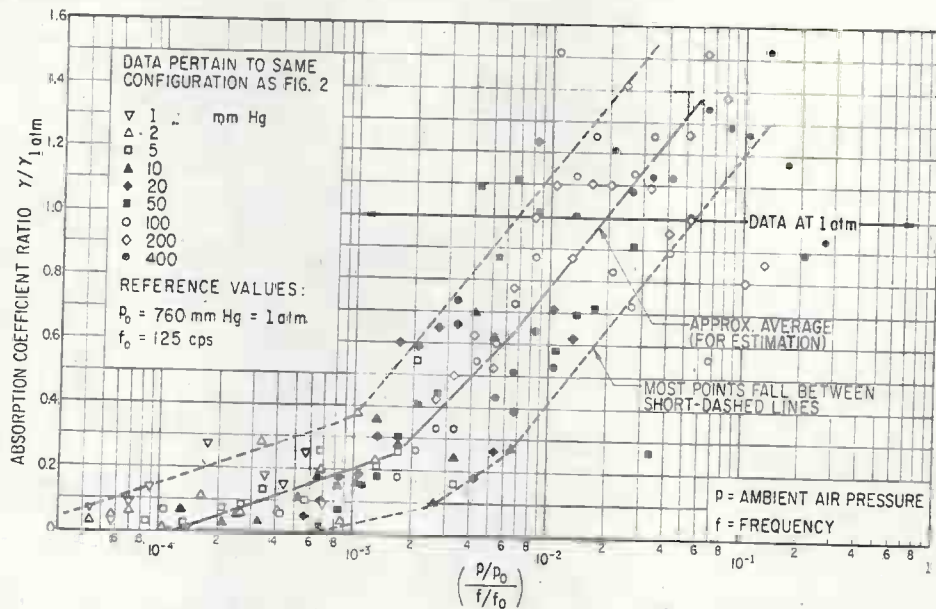 1.6
1.4
1.2
1.0
0.8
0.6
0.4
0.2
0
ABSORPTION COEFFICIENT RATIO γ/γ1 atm
DATA PERTAIN TO SAME
CONFIGURATION AS FIG. 2
▽ 1 mm Hg
△ 2
□ 5
▲ 10
◆ 20
■ 50
○ 100
◇ 200
● 400
REFERENCE VALUES:
p₀ = 760 mm Hg = 1 atm
f₀ = 125 cps
DATA AT 1 atm
APPROX. AVERAGE
(FOR ESTIMATION)
MOST POINTS FALL BETWEEN
SHORT-DASHED LINES
p = AMBIENT AIR PRESSURE
f = FREQUENCY
.6 .8 10⁻⁴ 2 .4 .6 .8 10⁻³ 2 4 6 8 10⁻² 2 4 6 8 10⁻¹ 2 4 6 8 1
(p/p₀
f/f₀)